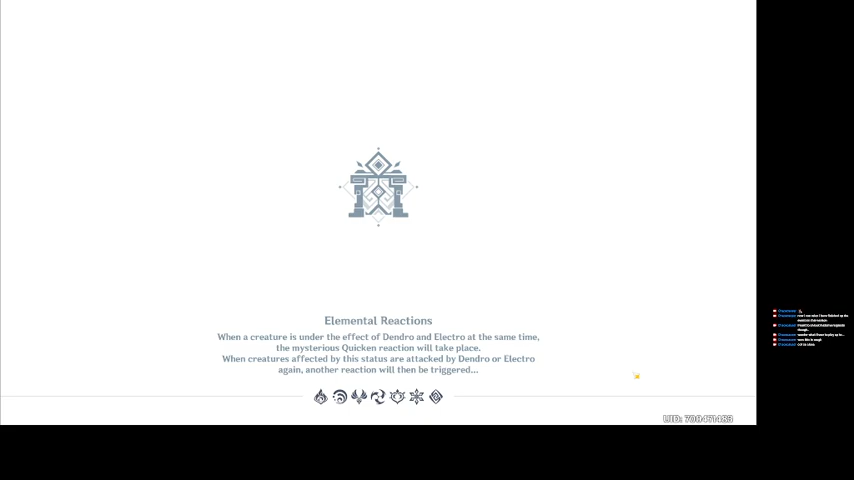 Elemental Reactions
When a creature is under the effect of Dendro and Electro at the same time,
the mysterious Quicken reaction will take place.
When creatures affected by this status are attacked by Dendro or Electro
again, another reaction will then be triggered...